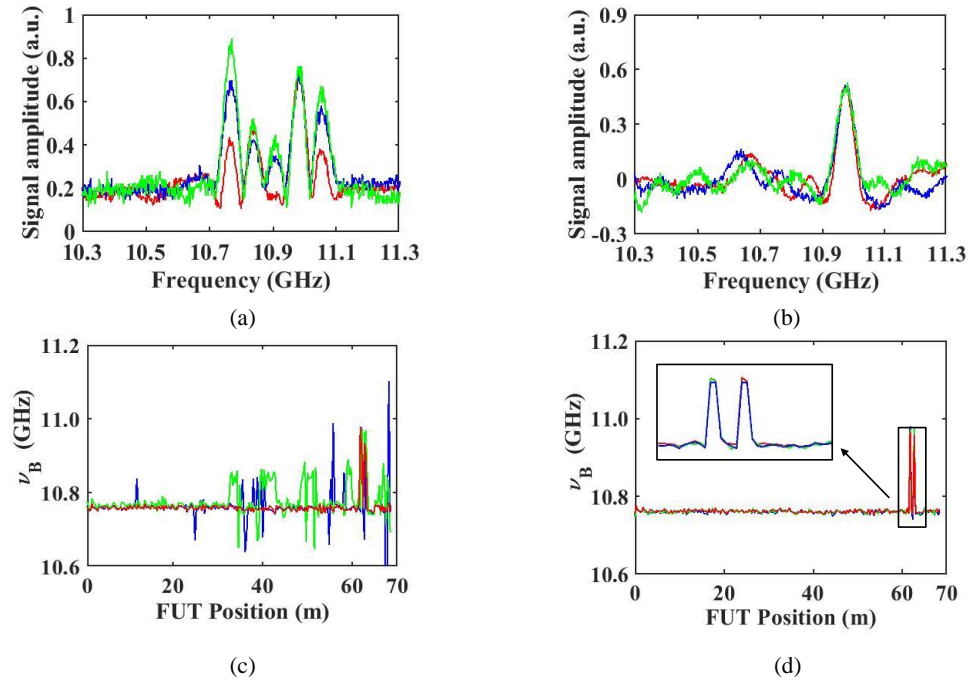 1
0.8
0.6
0.4
0.2
0
Signal amplitude (a.u.)
10.3 10.5 10.7 10.9 11.1 11.3
Frequency (GHz)
(a)
0.9
0.6
0.3
0
-0.3
Signal amplitude (a.u.)
10.3 10.5 10.7 10.9 11.1 11.3
Frequency (GHz)
(b)
11.2
11.0
10.8
10.6
ν_B (GHz)
0 20 40 60 70
FUT Position (m)
(c)
11.2
11.0
10.8
10.6
ν_B (GHz)
0 20 40 60 70
FUT Position (m)
(d)